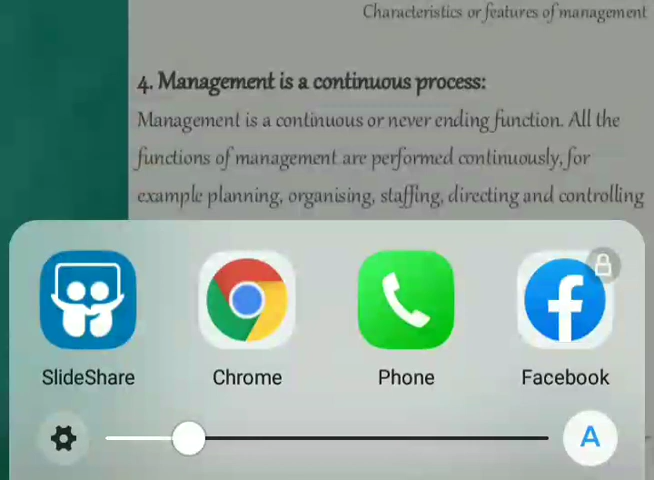 Characteristics or features of management
4. Management is a continuous process:
Management is a continuous or never ending function. All the
functions of management are performed continuously, for
example planning, organising, staffing, directing and controlling
SlideShare Chrome Phone Facebook
A